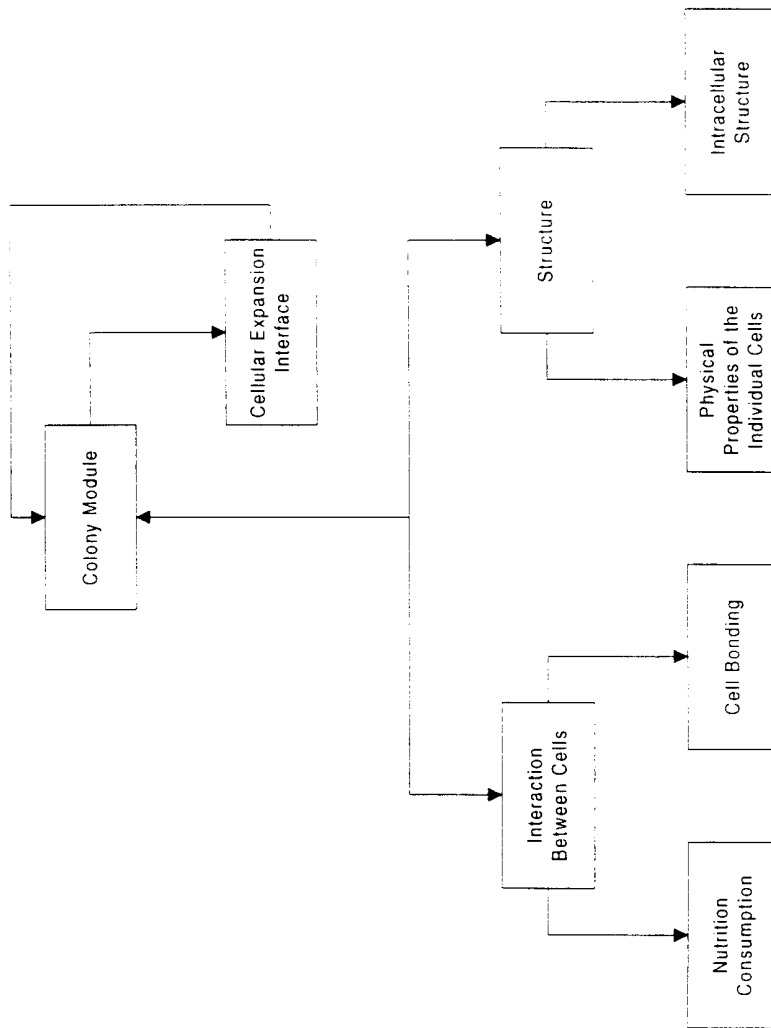 Colony Module
Cellular Expansion
Interface
Interaction
Between Cells
Structure
Nutrition
Consumption
Cell Bonding
Physical
Properties of the
Individual Cells
Intracellular
Structure